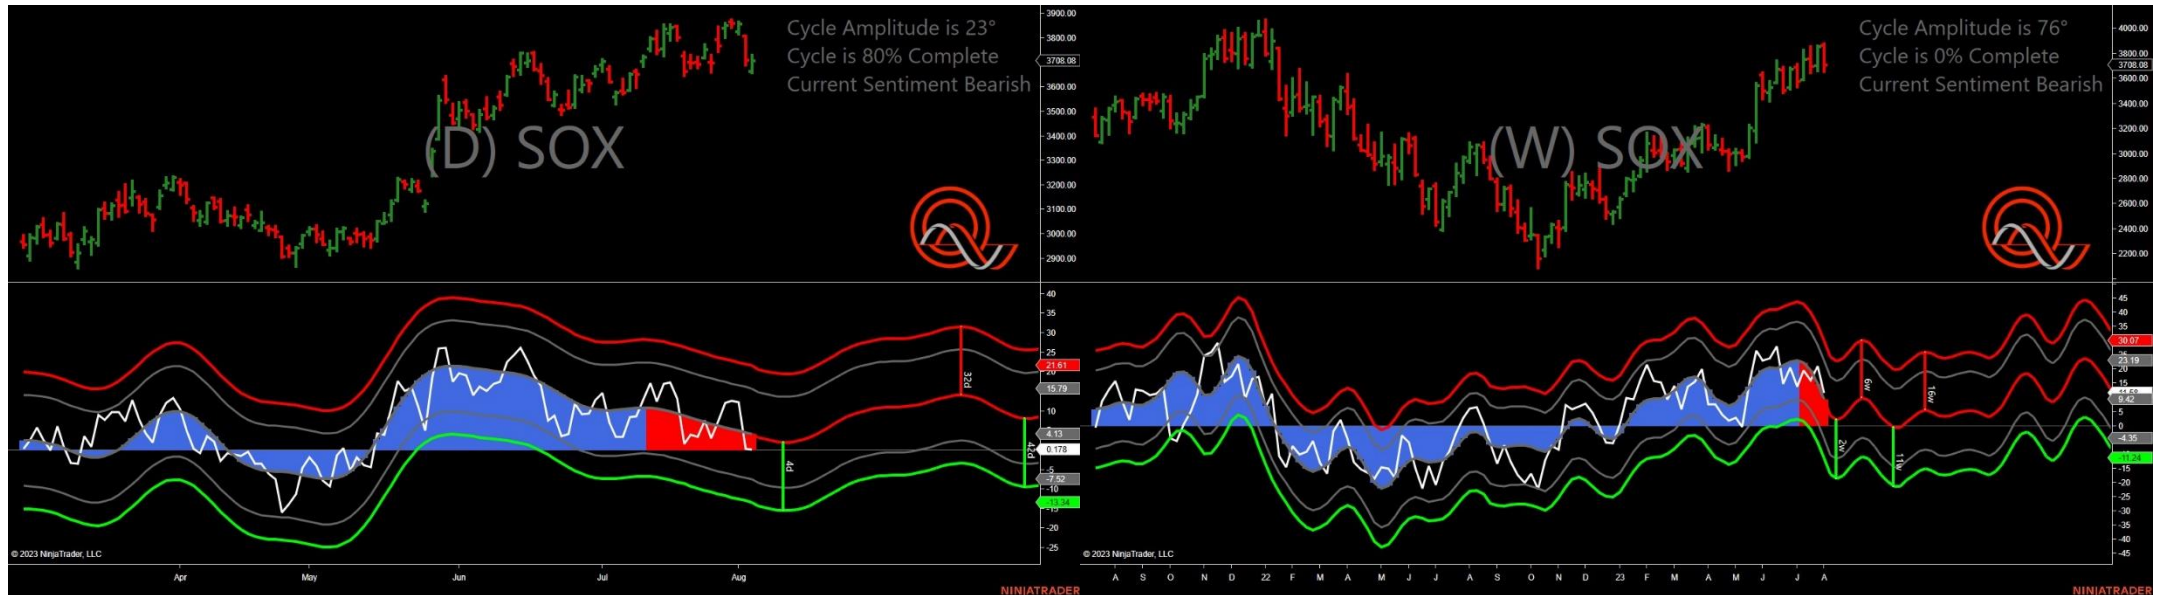 Cycle Amplitude is 23°
Cycle is 80% Complete
Current Sentiment Bearish
(D) SOX
3900.00
3800.00
3708.08
3600.00
3500.00
3400.00
3300.00
3200.00
3100.00
3000.00
2900.00
40
35
30
25
21.61
20
15.79
10
4.13
0.178
-5
-7.52
-10
-13.34
-15
-20
-25
32d
4d
42d
© 2023 NinjaTrader, LLC
Apr May Jun Jul Aug
NINJATRADER
Cycle Amplitude is 76°
Cycle is 0% Complete
Current Sentiment Bearish
(W) SOX
4000.00
3800.00
3708.08
3600.00
3400.00
3200.00
3000.00
2800.00
2600.00
2400.00
2200.00
45
40
35
30.07
25
23.19
20
15
9.42
5
0
-4.35
-11.24
-15
-20
-25
-30
-35
-40
-45
6w
16w
2w
11w
© 2023 NinjaTrader, LLC
A S O N D 22 F M A M J J A S O N D 23 F M A M J J A
NINJATRADER